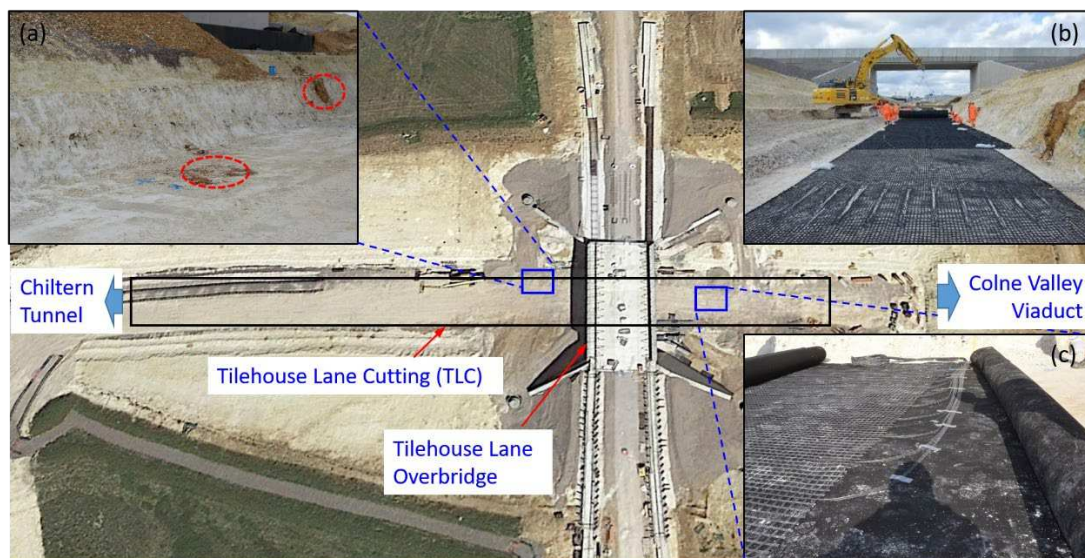 (a)
(b)
Chiltern
Tunnel
Colne Valley
Viaduct
Tilehouse Lane Cutting (TLC)
Tilehouse Lane
Overbridge
(c)